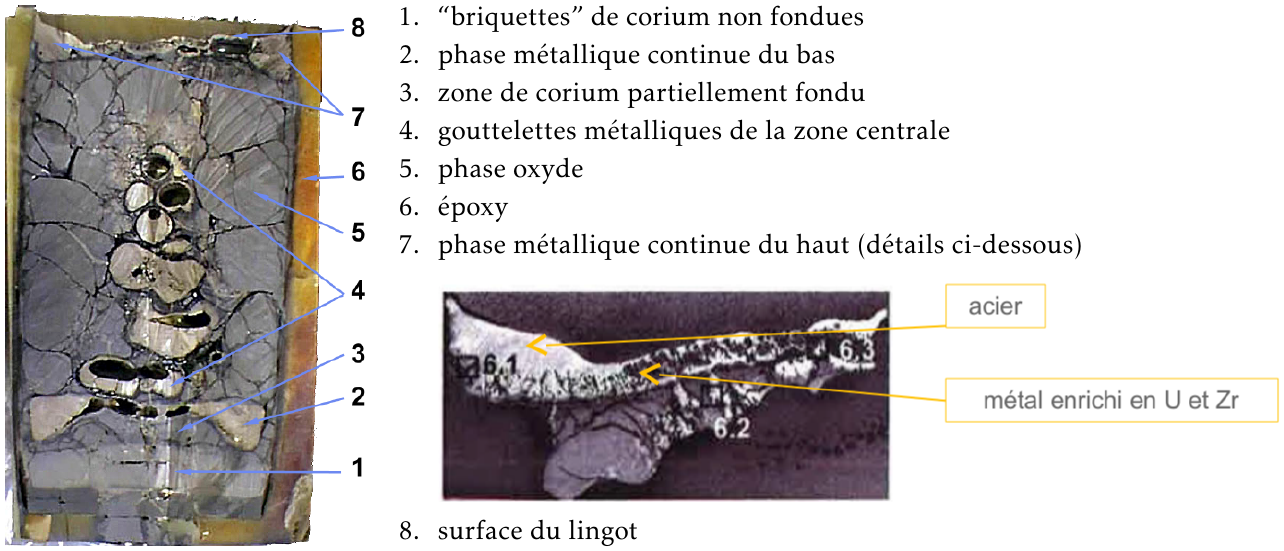 8
7
6
5
4
3
2
1
1. “briquettes” de corium non fondues
2. phase métallique continue du bas
3. zone de corium partiellement fondu
4. gouttelettes métalliques de la zone centrale
5. phase oxyde
6. époxy
7. phase métallique continue du haut (détails ci-dessous)
acier
6.1
6.3
métal enrichi en U et Zr
6.2
8. surface du lingot